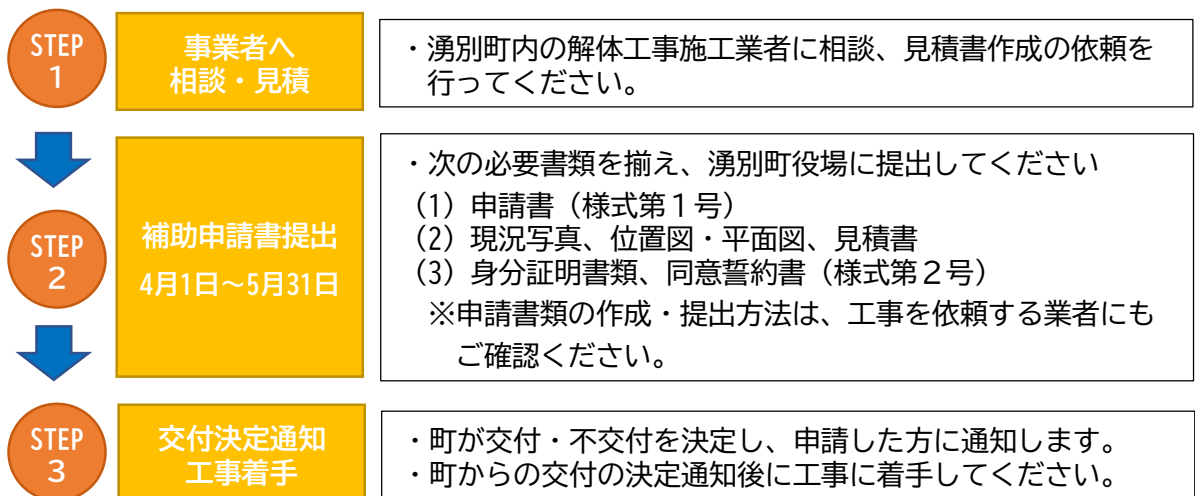 STEP
1
事業者へ
相談・見積
・湧別町内の解体工事施工業者に相談、見積書作成の依頼を
行ってください。
STEP
2
補助申請書提出
4月1日～5月31日
・次の必要書類を揃え、湧別町役場に提出してください
(1) 申請書（様式第１号）
(2) 現況写真、位置図・平面図、見積書
(3) 身分証明書類、同意誓約書（様式第２号）
※申請書類の作成・提出方法は、工事を依頼する業者にも
ご確認ください。
STEP
3
交付決定通知
工事着手
・町が交付・不交付を決定し、申請した方に通知します。
・町からの交付の決定通知後に工事に着手してください。